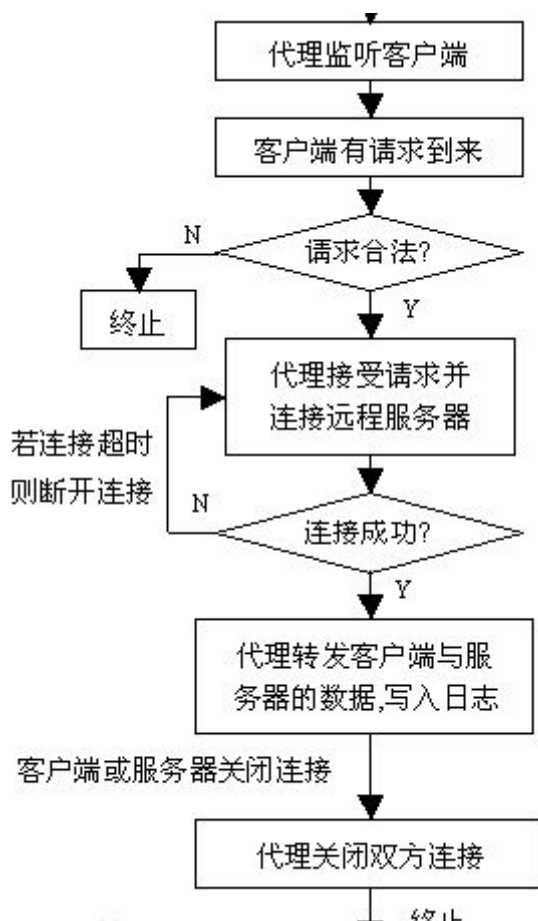 代理监听客户端
客户端有请求到来
N
请求合法?
终止
Y
代理接受请求并
连接远程服务器
若连接超时
则断开连接
N
连接成功?
Y
代理转发客户端与服
务器的数据,写入日志
客户端或服务器关闭连接
代理关闭双方连接
终止